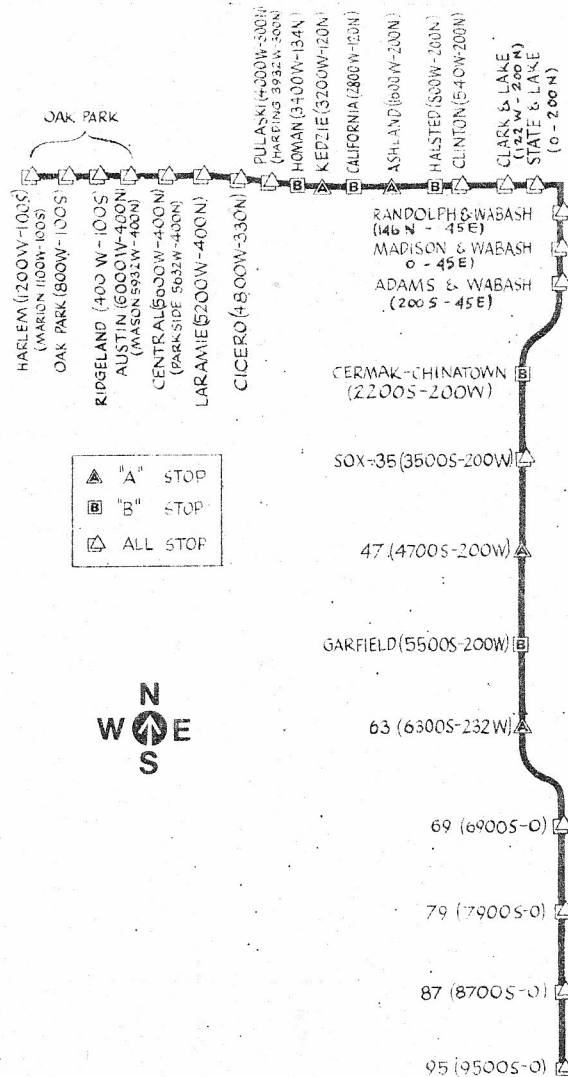 OAK PARK
HARLEM (1200W-100S)
(MARION 1100W-100S)
OAK PARK (800W-100S)
RIDGELAND (400 W-100S)
AUSTIN (6000W-400N)
(MASON 5932W-400N)
CENTRAL (5600W-400N)
(PARKSIDE 5632W-400N)
LARAMIE (5200W-400N)
CICERO (4800W-330N)
PULASKI (4000W-300N)
(HARDING 3932W-300N)
HOMAN (3400W-134N)
KEDZIE (3200W-120N)
CALIFORNIA (2800W-120N)
ASHLAND (1600W-200N)
HALSTED (800W-200N)
CLINTON (540W-200N)
CLARK & LAKE
(122 W - 200 N)
STATE & LAKE
(0 - 200 N)
B A B A B
RANDOLPH & WABASH
(146 N - 45E)
MADISON & WABASH
0 - 45E)
ADAMS & WABASH
(200 S - 45E)
CERMAK-CHINATOWN B
(2200S-200W)
SOX-35 (3500S-200W)
47 (4700S-200W) A
GARFIELD (5500S-200W) B
63 (6300S-232W) A
69 (6900S-0)
79 (7900S-0)
87 (8700S-0)
95 (9500S-0)
A "A" STOP
B "B" STOP
ALL STOP
N
W E
S